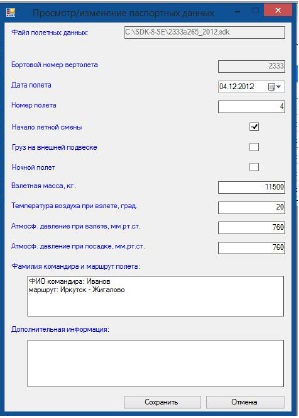 Просмотр/изменение паспортных данных
Файл полетных данных: C:\SDK-8-5E\2333a265_2012.sdk
Бортовой номер вертолета 2333
Дата полета 04.12.2012
Номер полета 4
Начало летной смены
Груз на внешней подвеске
Ночной полет
Взлетная масса, кг. 11500
Температура воздуха при взлете, град. 20
Атмосф. давление при взлете, мм.рт.ст. 760
Атмосф. давление при посадке, мм.рт.ст. 760
Фамилия командира и маршрут полета:
ФИО командира: Иванов
маршрут: Иркутск - Жигалово
Дополнительная информация:
Сохранить Отмена